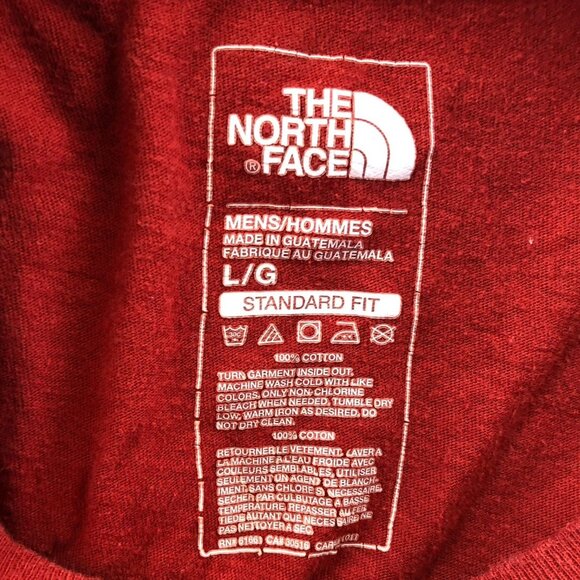 THE
NORTH
® FACE
MENS/HOMMES
MADE IN GUATEMALA
FABRIQUE AU GUATEMALA
L/G
STANDARD FIT
100% COTTON
TURN GARMENT INSIDE OUT,
MACHINE WASH COLD WITH LIKE
COLORS, ONLY NON-CHLORINE
BLEACH WHEN NEEDED, TUMBLE DRY
LOW, WARM IRON AS DESIRED, DO
NOT DRY CLEAN.
100% COTON
RETOURNER LE VETEMENT, LAVER A
LA MACHINE A L'EAU FROIDE AVEC
COULEURS SEMBLABLES, UTILISER
SEULEMENT UN AGENT DE BLANCH-
IMENT SANS CHLORE SI NECESSAIRE,
SECHER PAR CULBUTAGE A BASSE
TEMPERATURE, REPASSER AU FER
TIEDE AUTANT QUE NECESSAIRE, NE
PAS NETTOYER A SEC.
RN# 61661 CA# 30516